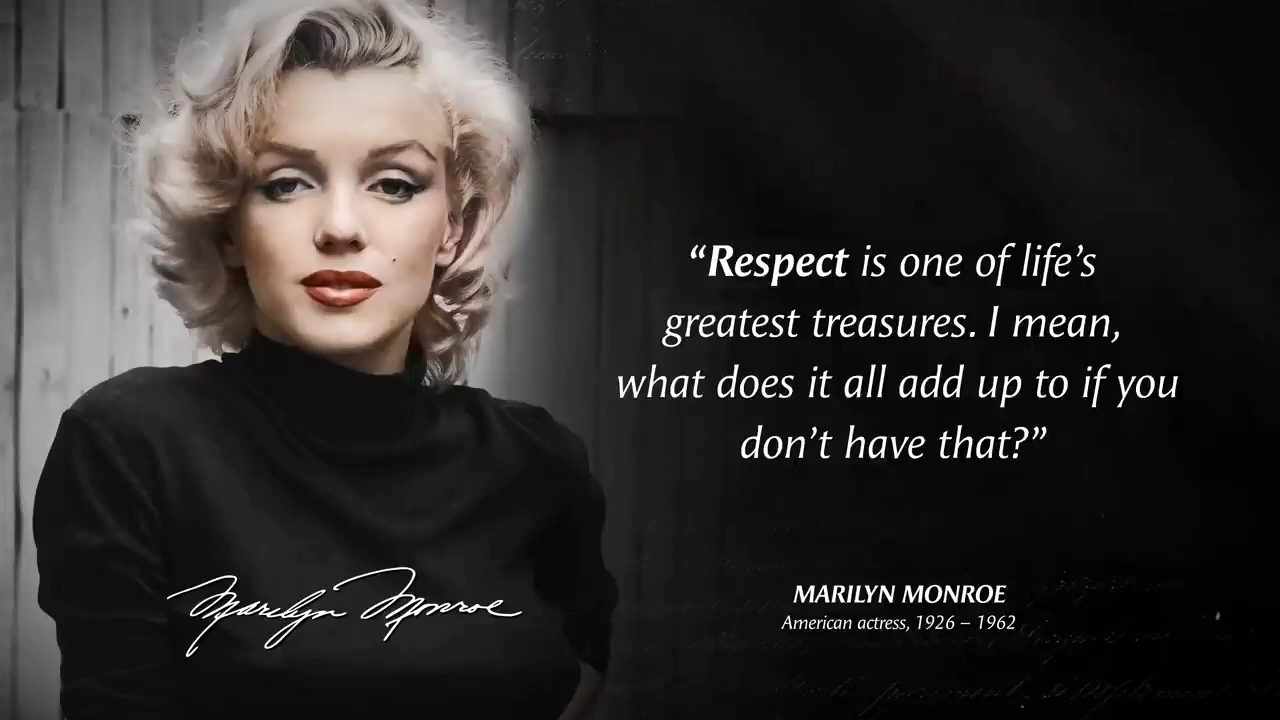 “Respect is one of life’s
greatest treasures. I mean,
what does it all add up to if you
don’t have that?”
Marilyn Monroe
MARILYN MONROE
American actress, 1926 – 1962